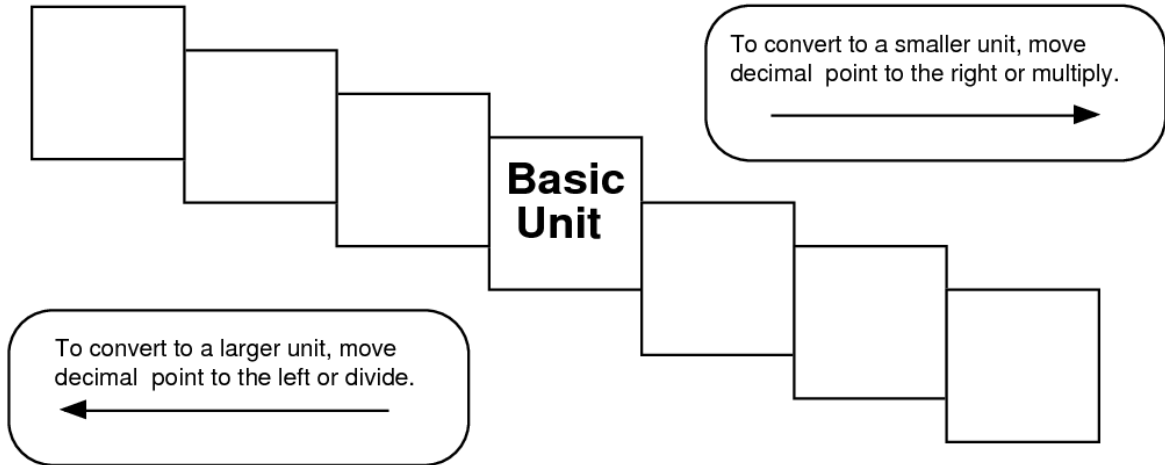 To convert to a smaller unit, move
decimal point to the right or multiply.
Basic
Unit
To convert to a larger unit, move
decimal point to the left or divide.